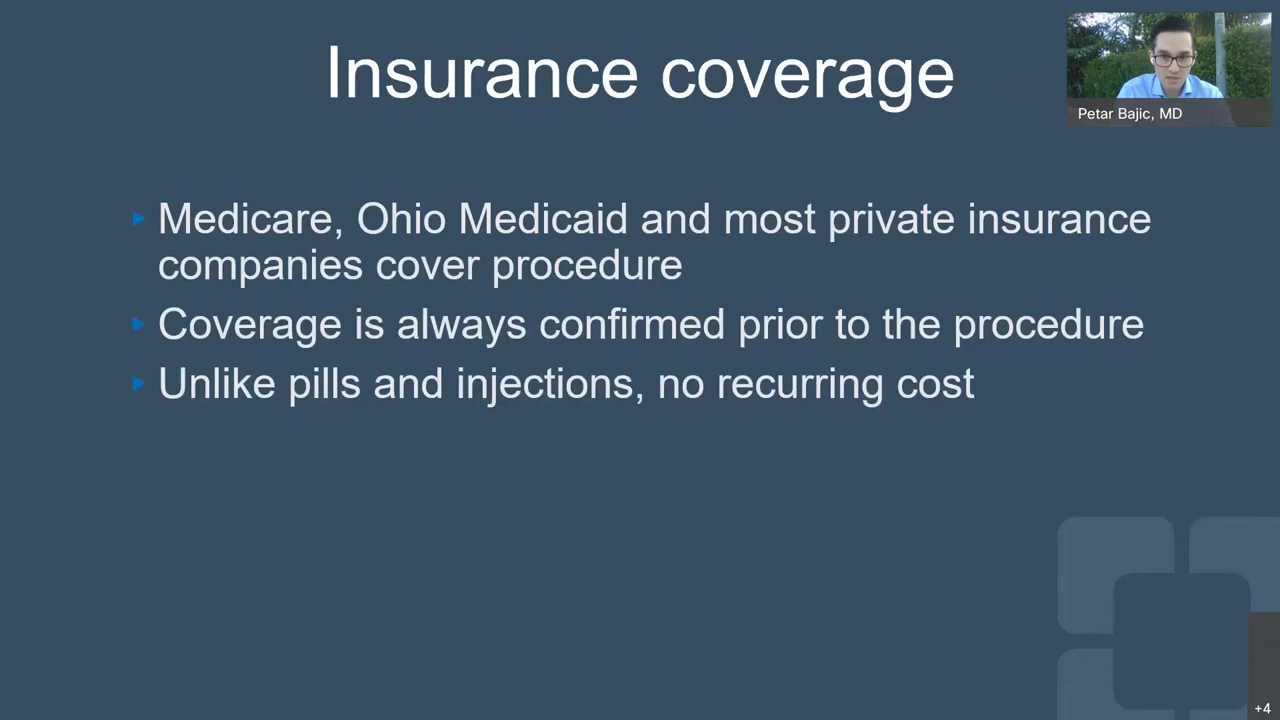 Insurance coverage
Petar Bajic, MD
Medicare, Ohio Medicaid and most private insurance
companies cover procedure
Coverage is always confirmed prior to the procedure
Unlike pills and injections, no recurring cost
+4